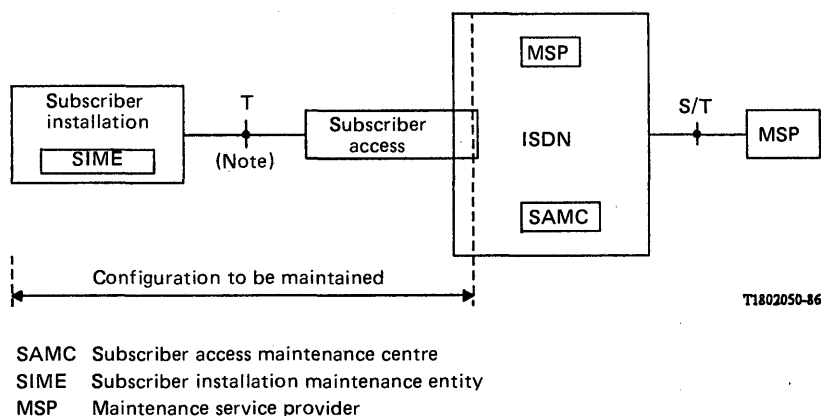 Subscriber
installation
SIME
T
(Note)
Subscriber
access
MSP
ISDN
SAMC
S/T
MSP
Configuration to be maintained
T1802050-86
SAMC Subscriber access maintenance centre
SIME Subscriber installation maintenance entity
MSP Maintenance service provider